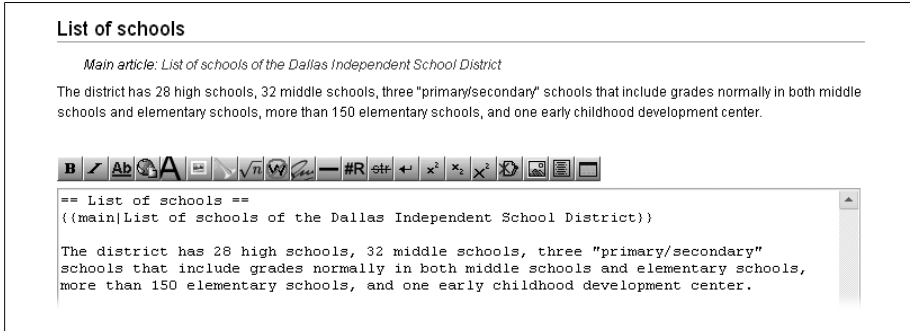 List of schools
Main article: List of schools of the Dallas Independent School District
The district has 28 high schools, 32 middle schools, three "primary/secondary" schools that include grades normally in both middle
schools and elementary schools, more than 150 elementary schools, and one early childhood development center.
B I Ab A √n W #R str x² x₂ x²
== List of schools ==
{{main|List of schools of the Dallas Independent School District}}
The district has 28 high schools, 32 middle schools, three "primary/secondary"
schools that include grades normally in both middle schools and elementary schools,
more than 150 elementary schools, and one early childhood development center.